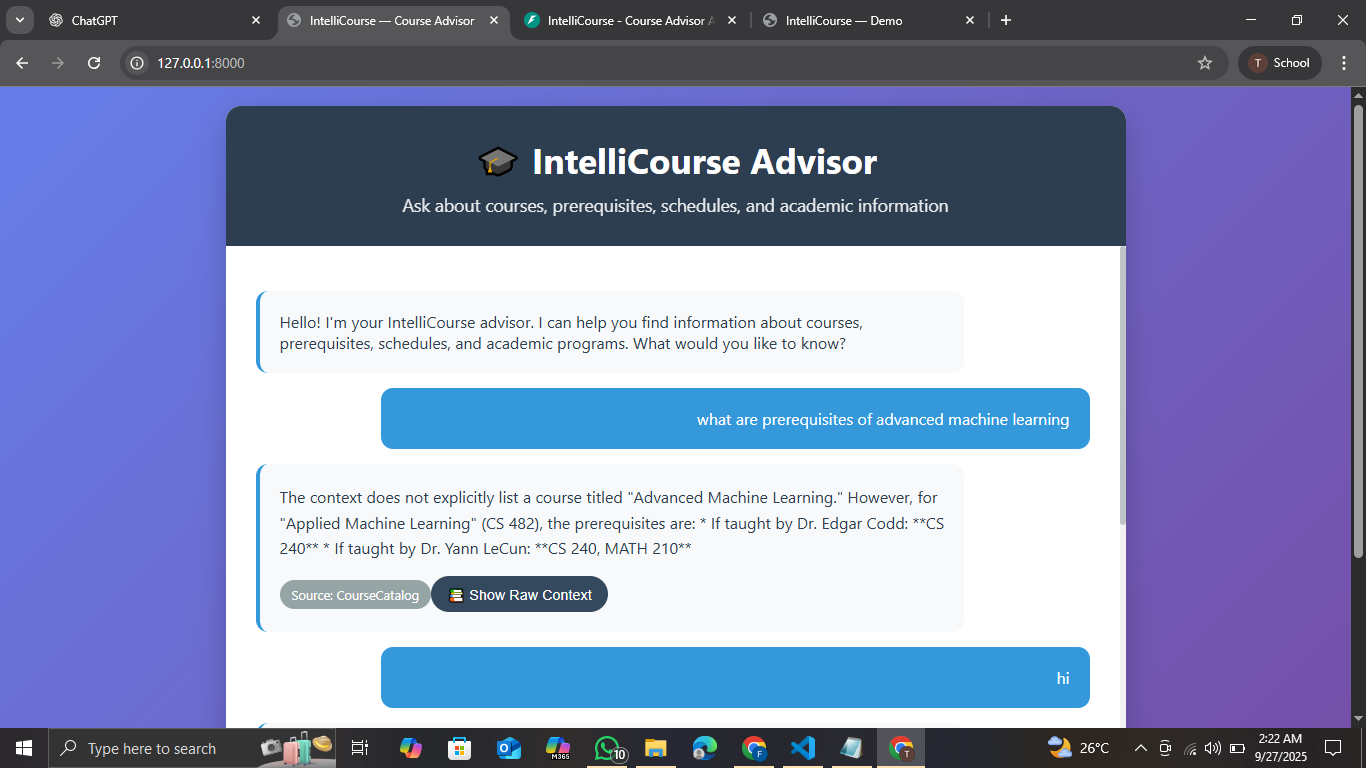 ChatGPT
IntelliCourse — Course Advisor
IntelliCourse - Course Advisor A
IntelliCourse — Demo
127.0.0.1:8000
T
School
🎓 IntelliCourse Advisor
Ask about courses, prerequisites, schedules, and academic information
Hello! I'm your IntelliCourse advisor. I can help you find information about courses,
prerequisites, schedules, and academic programs. What would you like to know?
what are prerequisites of advanced machine learning
The context does not explicitly list a course titled "Advanced Machine Learning." However, for
"Applied Machine Learning" (CS 482), the prerequisites are: * If taught by Dr. Edgar Codd: **CS
240** * If taught by Dr. Yann LeCun: **CS 240, MATH 210**
Source: CourseCatalog
📚 Show Raw Context
hi
Type here to search
M365
10
F
T
26°C
2:22 AM
9/27/2025